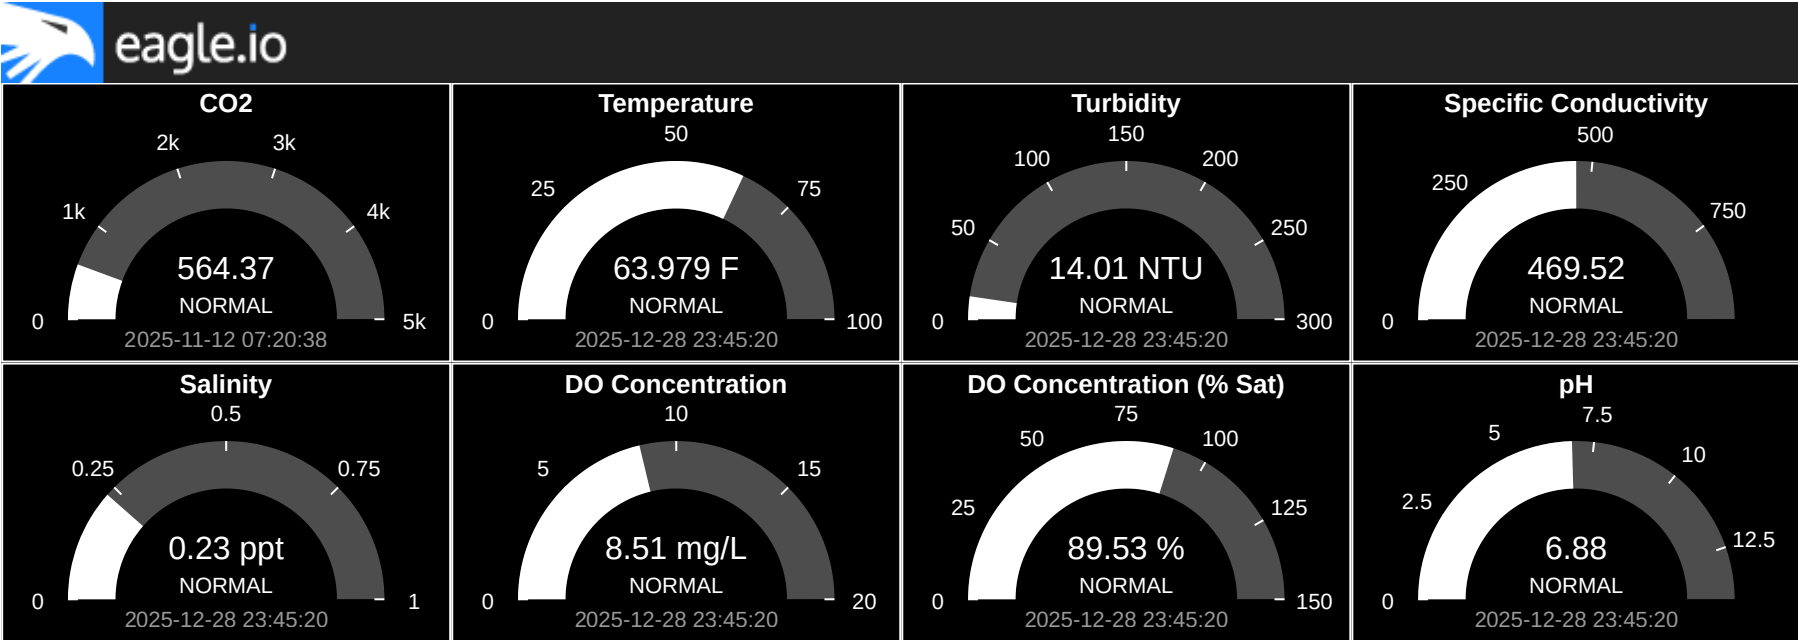 eagle.io
CO2
0
1k
2k
3k
4k
5k
564.37
NORMAL
2025-11-12 07:20:38
Temperature
0
25
50
75
100
63.979 F
NORMAL
2025-12-28 23:45:20
Turbidity
0
50
100
150
200
250
300
14.01 NTU
NORMAL
2025-12-28 23:45:20
Specific Conductivity
0
250
500
750
469.52
NORMAL
2025-12-28 23:45:20
Salinity
0
0.25
0.5
0.75
1
0.23 ppt
NORMAL
2025-12-28 23:45:20
DO Concentration
0
5
10
15
20
8.51 mg/L
NORMAL
2025-12-28 23:45:20
DO Concentration (% Sat)
0
25
50
75
100
125
150
89.53 %
NORMAL
2025-12-28 23:45:20
pH
0
2.5
5
7.5
10
12.5
6.88
NORMAL
2025-12-28 23:45:20